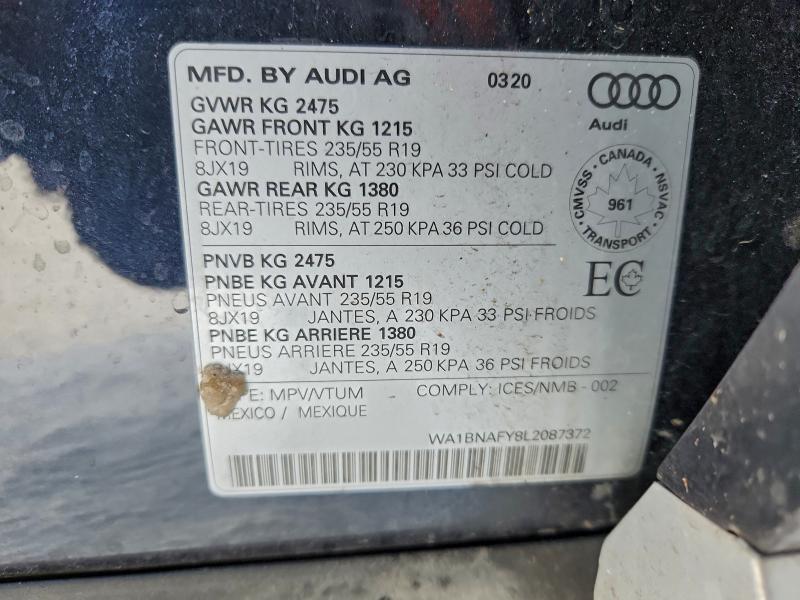 MFD. BY AUDI AG 0320
Audi
GVWR KG 2475
GAWR FRONT KG 1215
FRONT-TIRES 235/55 R19
8JX19 RIMS, AT 230 KPA 33 PSI COLD
GAWR REAR KG 1380
REAR-TIRES 235/55 R19
8JX19 RIMS, AT 250 KPA 36 PSI COLD
CMVSS · CANADA · NSVAC
961
· TRANSPORT ·
PNVB KG 2475
PNBE KG AVANT 1215
PNEUS AVANT 235/55 R19
8JX19 JANTES, A 230 KPA 33 PSI FROIDS
PNBE KG ARRIERE 1380
PNEUS ARRIERE 235/55 R19
JX19 JANTES, A 250 KPA 36 PSI FROIDS
EC
PE: MPV/VTUM COMPLY: ICES/NMB - 002
MEXICO / MEXIQUE
WA1BNAFY8L2087372